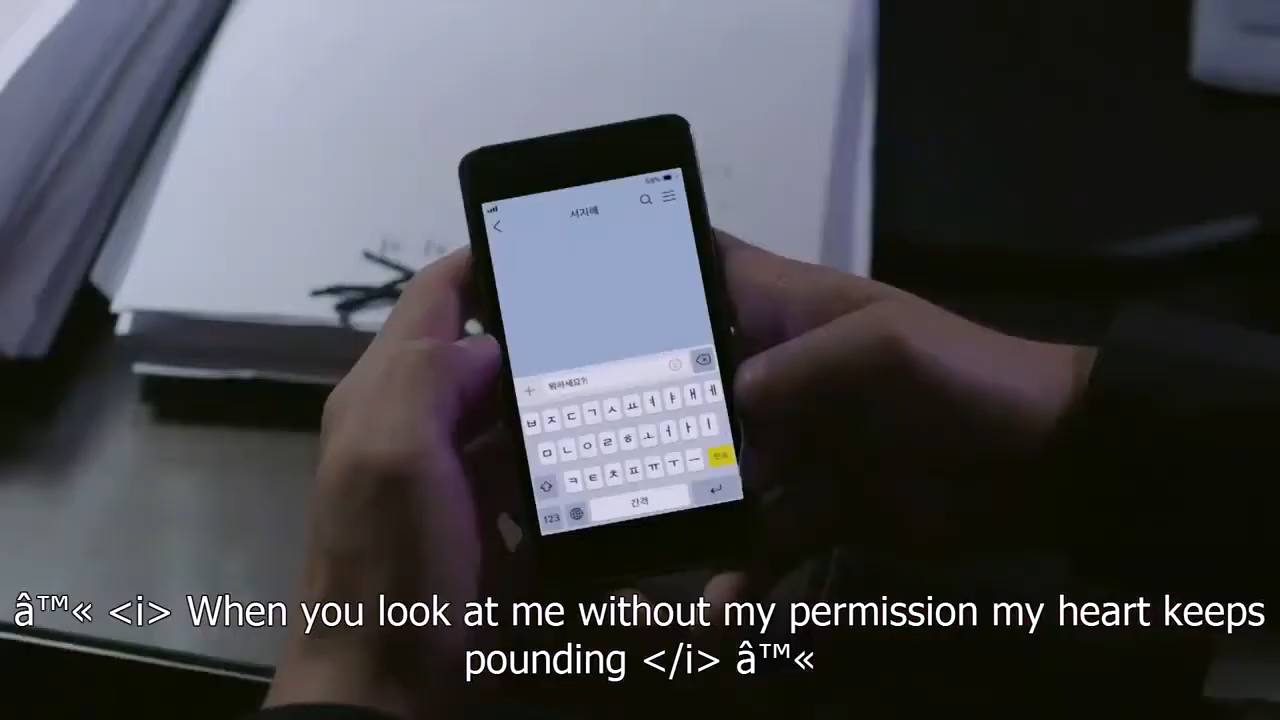 58%
서지혜
뭐하세요?!
ㅂ ㅈ ㄷ ㄱ ㅅ ㅛ ㅕ ㅑ ㅐ ㅔ
ㅁ ㄴ ㅇ ㄹ ㅎ ㅗ ㅓ ㅏ ㅣ
ㅋ ㅌ ㅊ ㅍ ㅠ ㅜ ㅡ
123 간격
â™« <i> When you look at me without my permission my heart keeps
pounding </i> â™«